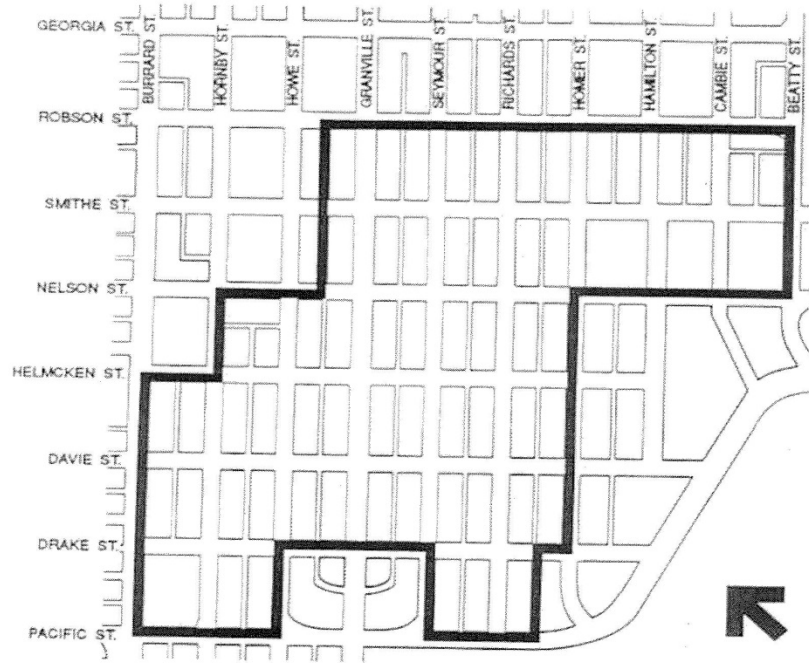 GEORGIA ST.
BURRARD ST.
HORNBY ST.
HOWE ST.
GRANVILLE ST.
SEYMOUR ST.
RICHARDS ST.
HOMER ST.
HAMILTON ST.
CAMBIE ST.
BEATTY ST.
ROBSON ST.
SMITHE ST.
NELSON ST.
HELMCKEN ST.
DAVIE ST.
DRAKE ST.
PACIFIC ST.